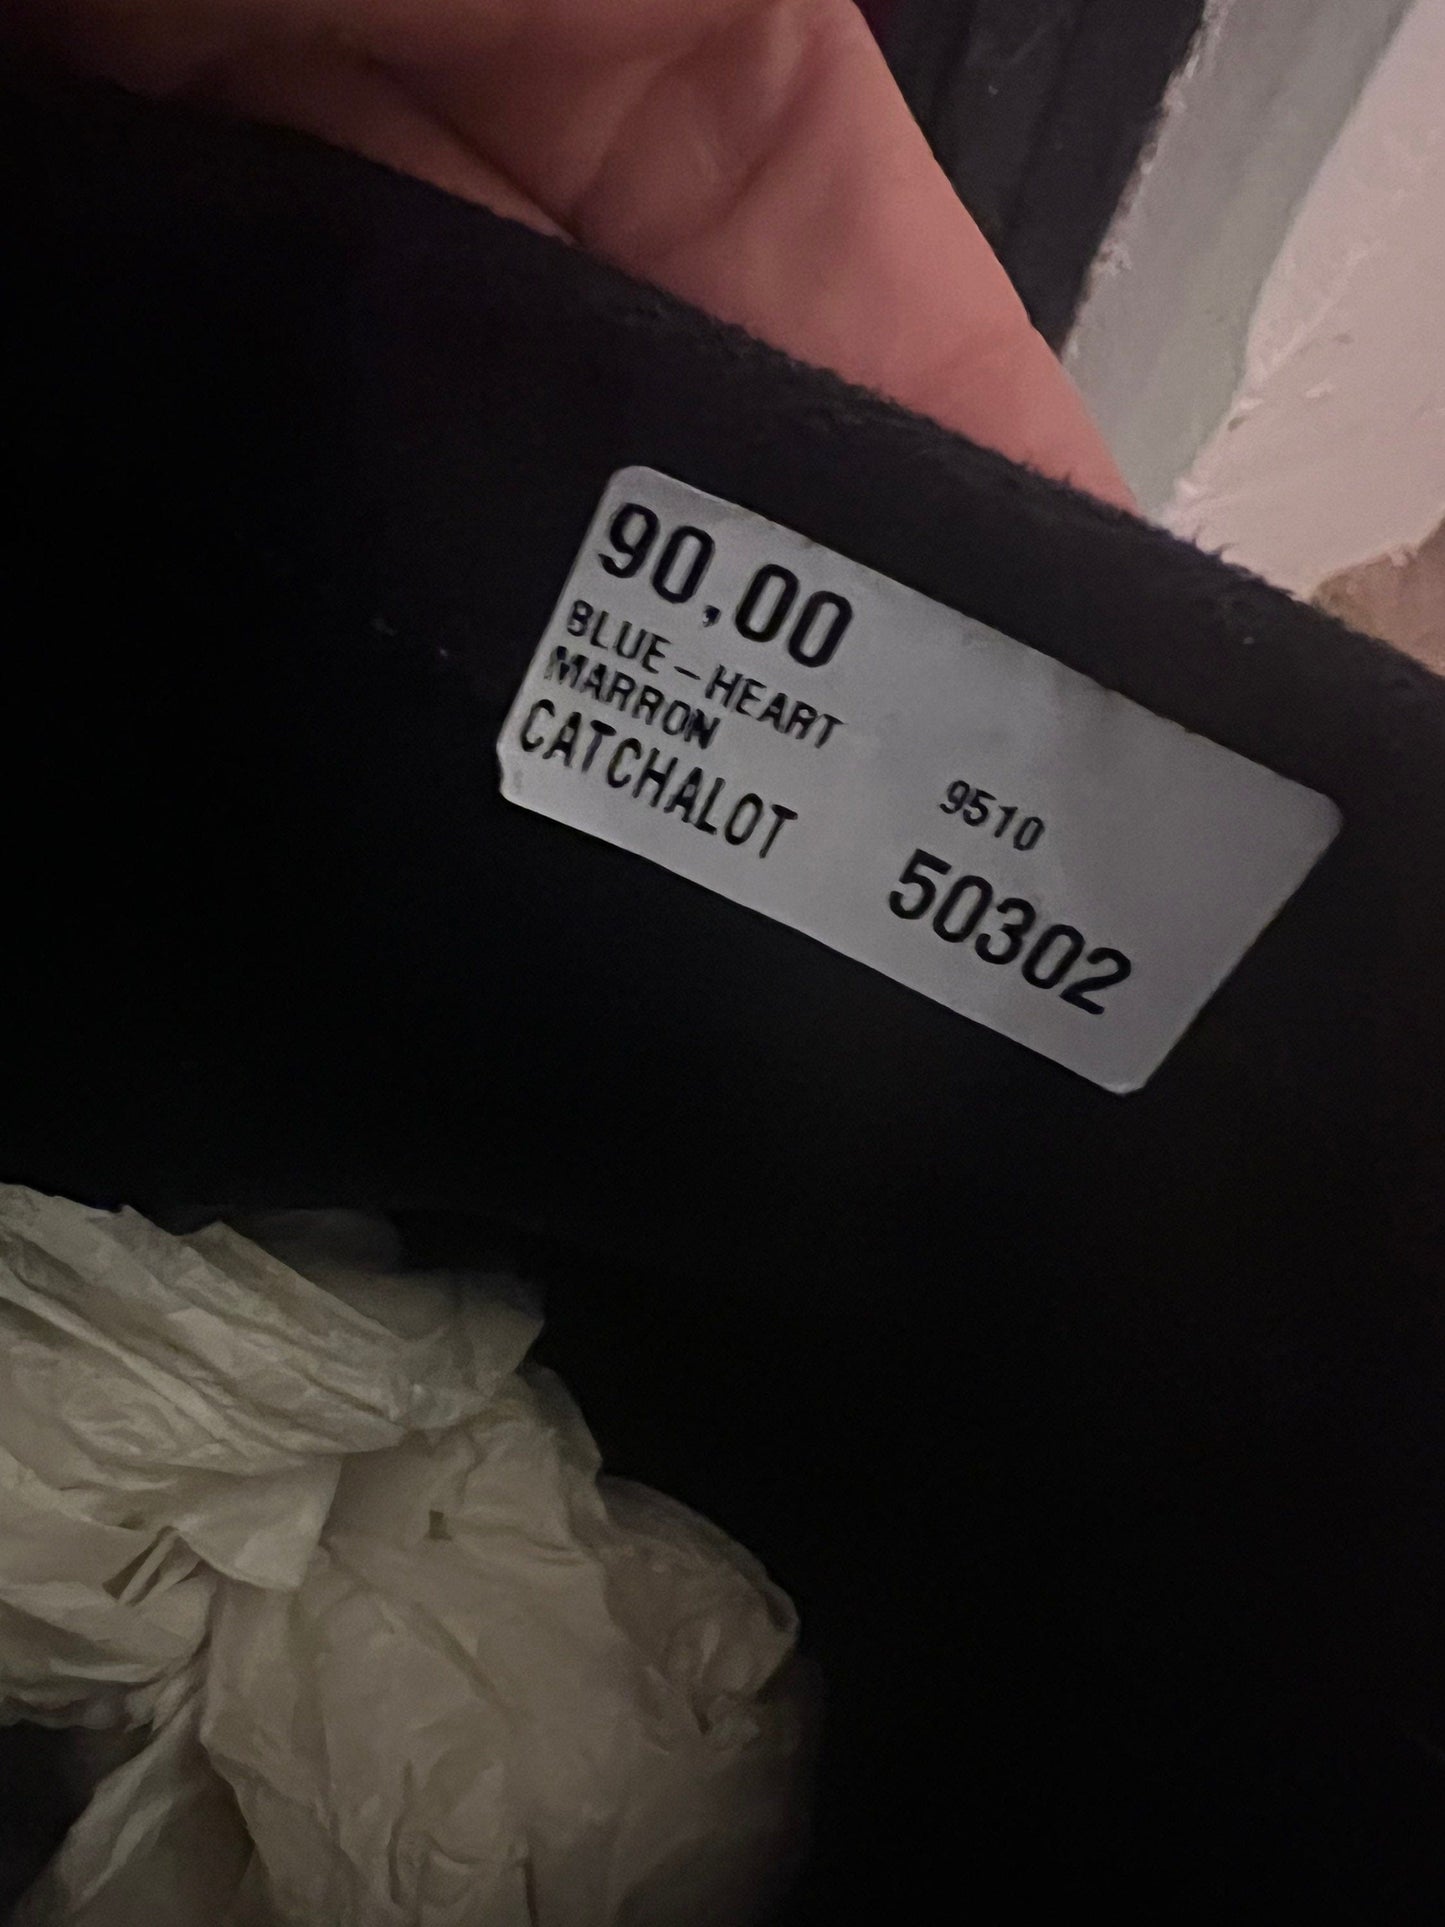 90,00
BLUE-HEART
MARRON
9510
CATCHALOT
50302